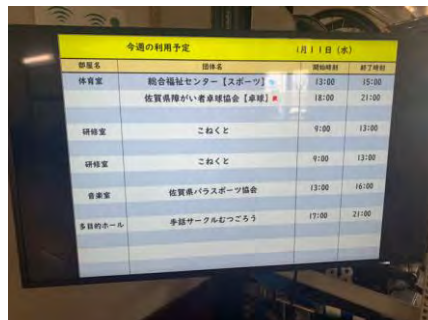 今週の利用予定 1月11日（水）
部屋名 団体名 開始時刻 終了時刻
体育室 総合福祉センター【スポーツ】 13:00 15:00
佐賀県障がい者卓球協会【卓球】 18:00 21:00
研修室 こねくと 9:00 13:00
研修室 こねくと 9:00 13:00
音楽室 佐賀県パラスポーツ協会 13:00 16:00
多目的ホール 手話サークルむつごろう 17:00 21:00